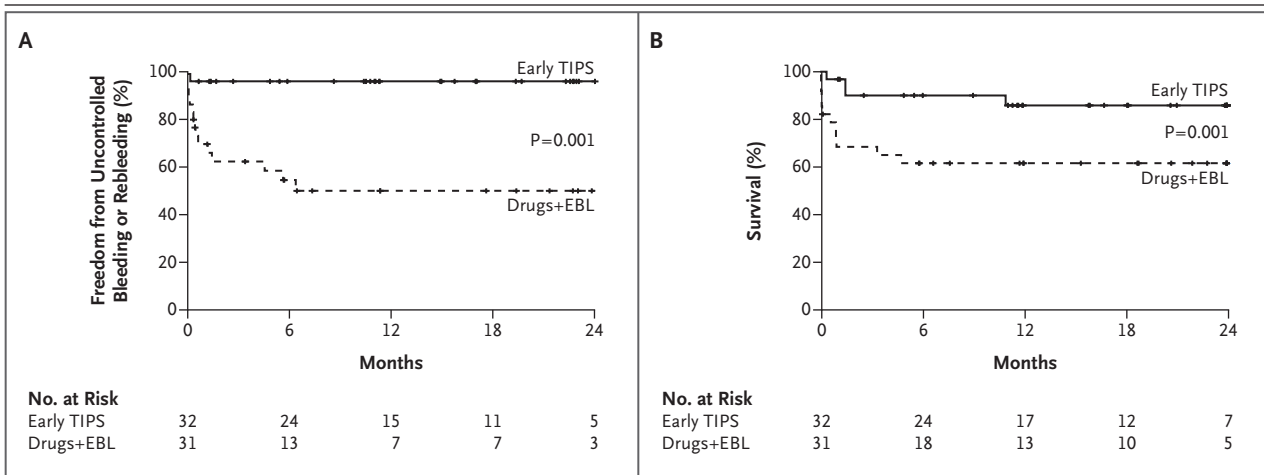 A
Freedom from Uncontrolled
Bleeding or Rebleeding (%)
100
80
60
40
20
0
Early TIPS
P=0.001
Drugs+EBL
0 6 12 18 24
Months
No. at Risk
Early TIPS 32 24 15 11 5
Drugs+EBL 31 13 7 7 3
B
Survival (%)
100
80
60
40
20
0
Early TIPS
P=0.001
Drugs+EBL
0 6 12 18 24
Months
No. at Risk
Early TIPS 32 24 17 12 7
Drugs+EBL 31 18 13 10 5